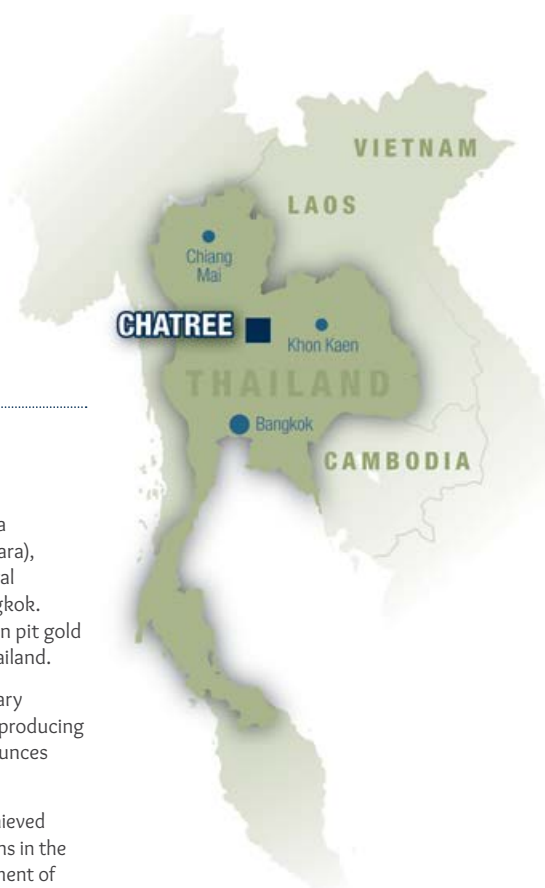 VIETNAM
LAOS
Chiang
Mai
CHATREE
Khon Kaen
THAILAND
Bangkok
CAMBODIA
a
ara),
al
gkok.
n pit gold
ailand.
ary
producing
unces
ieved
ns in the
ment of